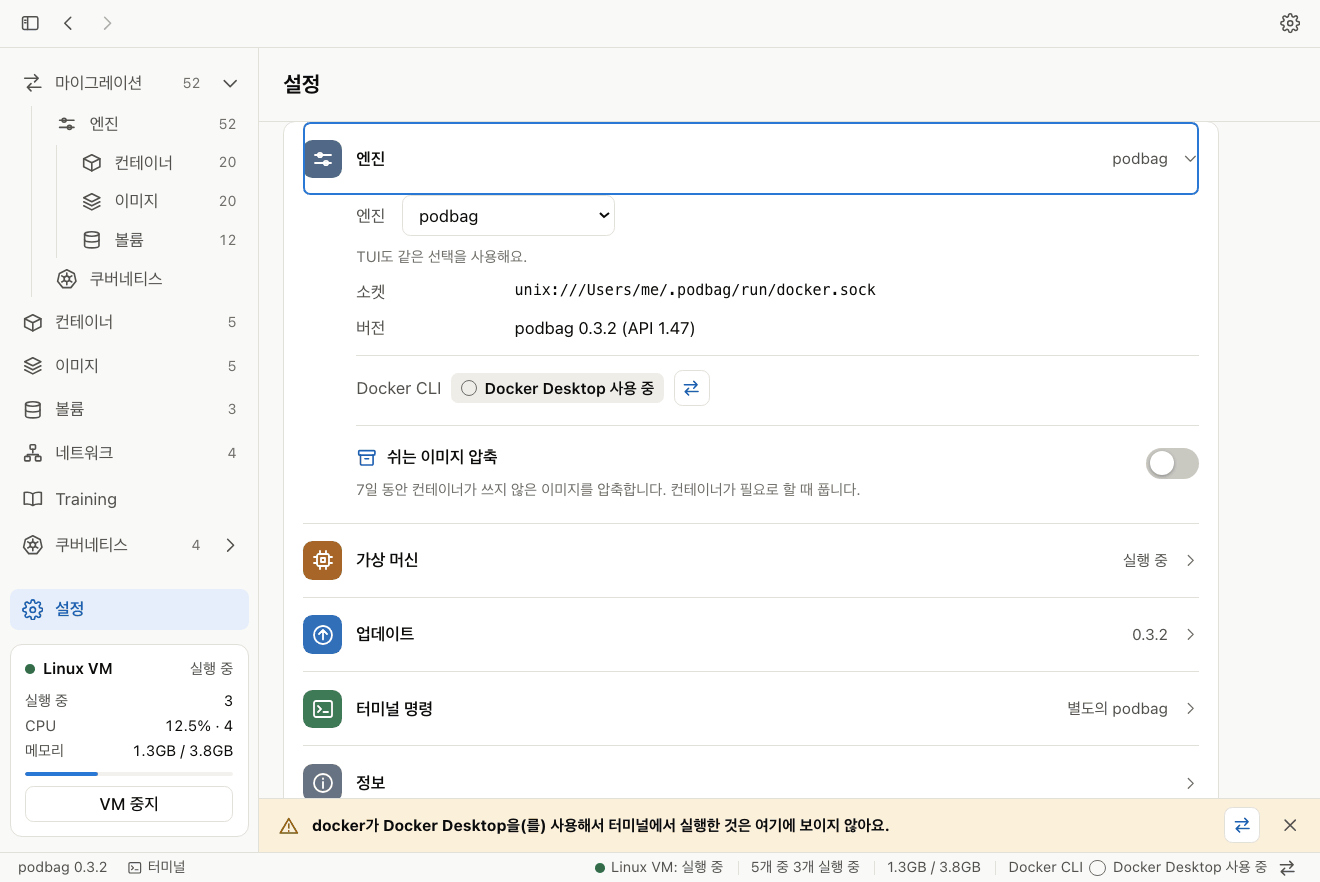 마이그레이션 52
엔진 52
컨테이너 20
이미지 20
볼륨 12
쿠버네티스
컨테이너 5
이미지 5
볼륨 3
네트워크 4
Training
쿠버네티스 4
설정
Linux VM 실행 중
실행 중 3
CPU 12.5% · 4
메모리 1.3GB / 3.8GB
VM 중지
설정
엔진 podbag
엔진 podbag
TUI도 같은 선택을 사용해요.
소켓 unix:///Users/me/.podbag/run/docker.sock
버전 podbag 0.3.2 (API 1.47)
Docker CLI Docker Desktop 사용 중
쉬는 이미지 압축
7일 동안 컨테이너가 쓰지 않은 이미지를 압축합니다. 컨테이너가 필요로 할 때 풉니다.
가상 머신 실행 중
업데이트 0.3.2
터미널 명령 별도의 podbag
정보
docker가 Docker Desktop을(를) 사용해서 터미널에서 실행한 것은 여기에 보이지 않아요.
podbag 0.3.2 터미널 Linux VM: 실행 중 5개 중 3개 실행 중 1.3GB / 3.8GB Docker CLI Docker Desktop 사용 중